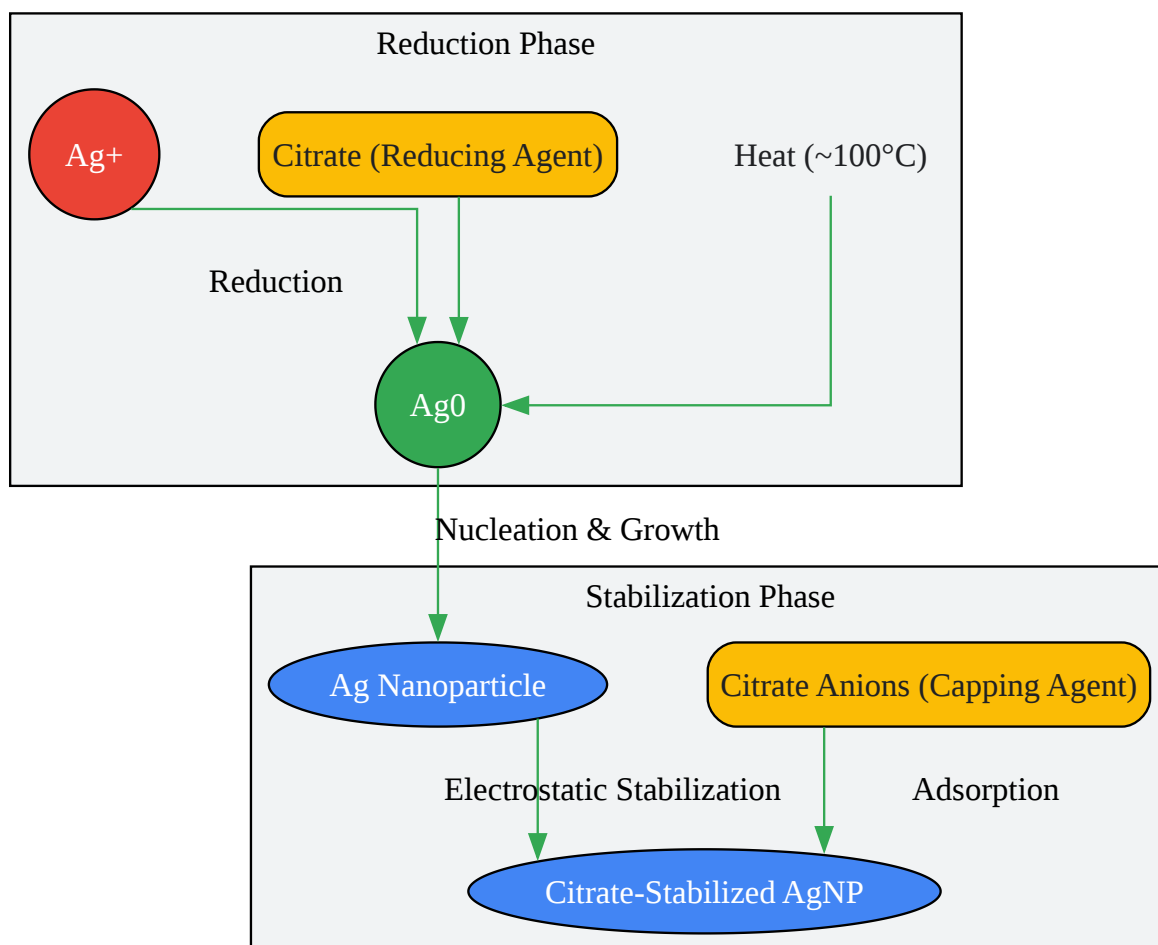 Reduction Phase
Ag+
Citrate (Reducing Agent)
Heat (~100°C)
Reduction
Ag0
Nucleation & Growth
Stabilization Phase
Ag Nanoparticle
Citrate Anions (Capping Agent)
Electrostatic Stabilization
Adsorption
Citrate-Stabilized AgNP